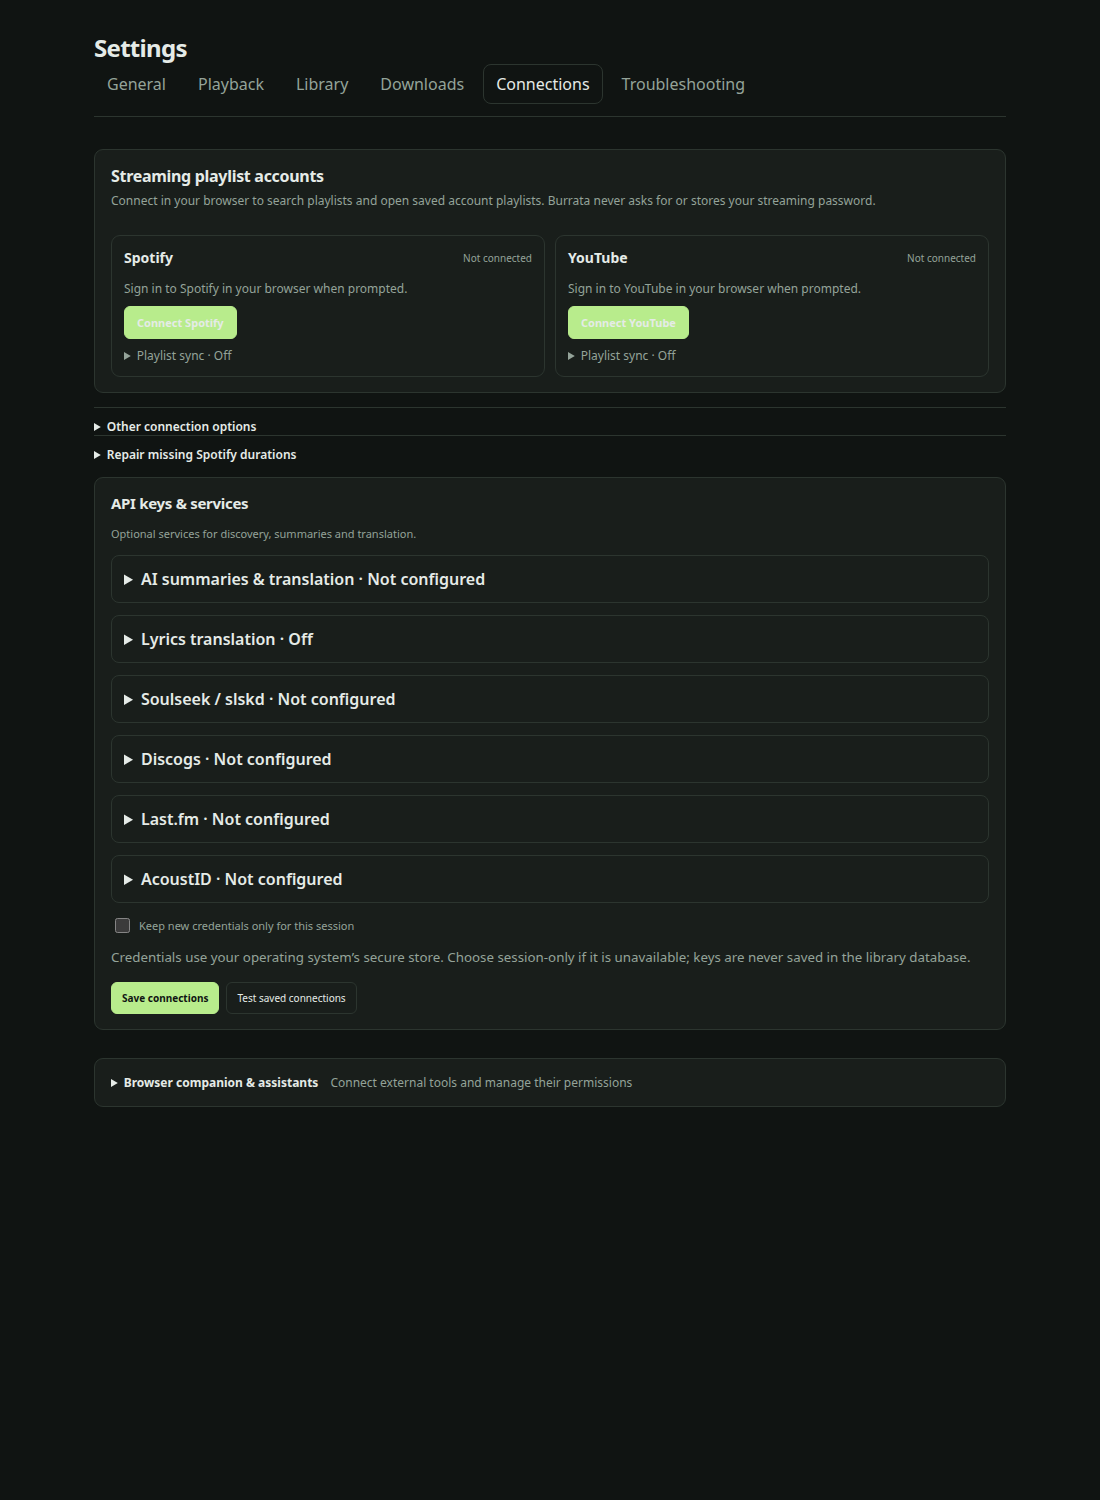 Settings
General Playback Library Downloads Connections Troubleshooting
Streaming playlist accounts
Connect in your browser to search playlists and open saved account playlists. Burrata never asks for or stores your streaming password.
Spotify Not connected
Sign in to Spotify in your browser when prompted.
Connect Spotify
Playlist sync · Off
YouTube Not connected
Sign in to YouTube in your browser when prompted.
Connect YouTube
Playlist sync · Off
Other connection options
Repair missing Spotify durations
API keys & services
Optional services for discovery, summaries and translation.
AI summaries & translation · Not configured
Lyrics translation · Off
Soulseek / slskd · Not configured
Discogs · Not configured
Last.fm · Not configured
AcoustID · Not configured
Keep new credentials only for this session
Credentials use your operating system’s secure store. Choose session-only if it is unavailable; keys are never saved in the library database.
Save connections Test saved connections
Browser companion & assistants Connect external tools and manage their permissions